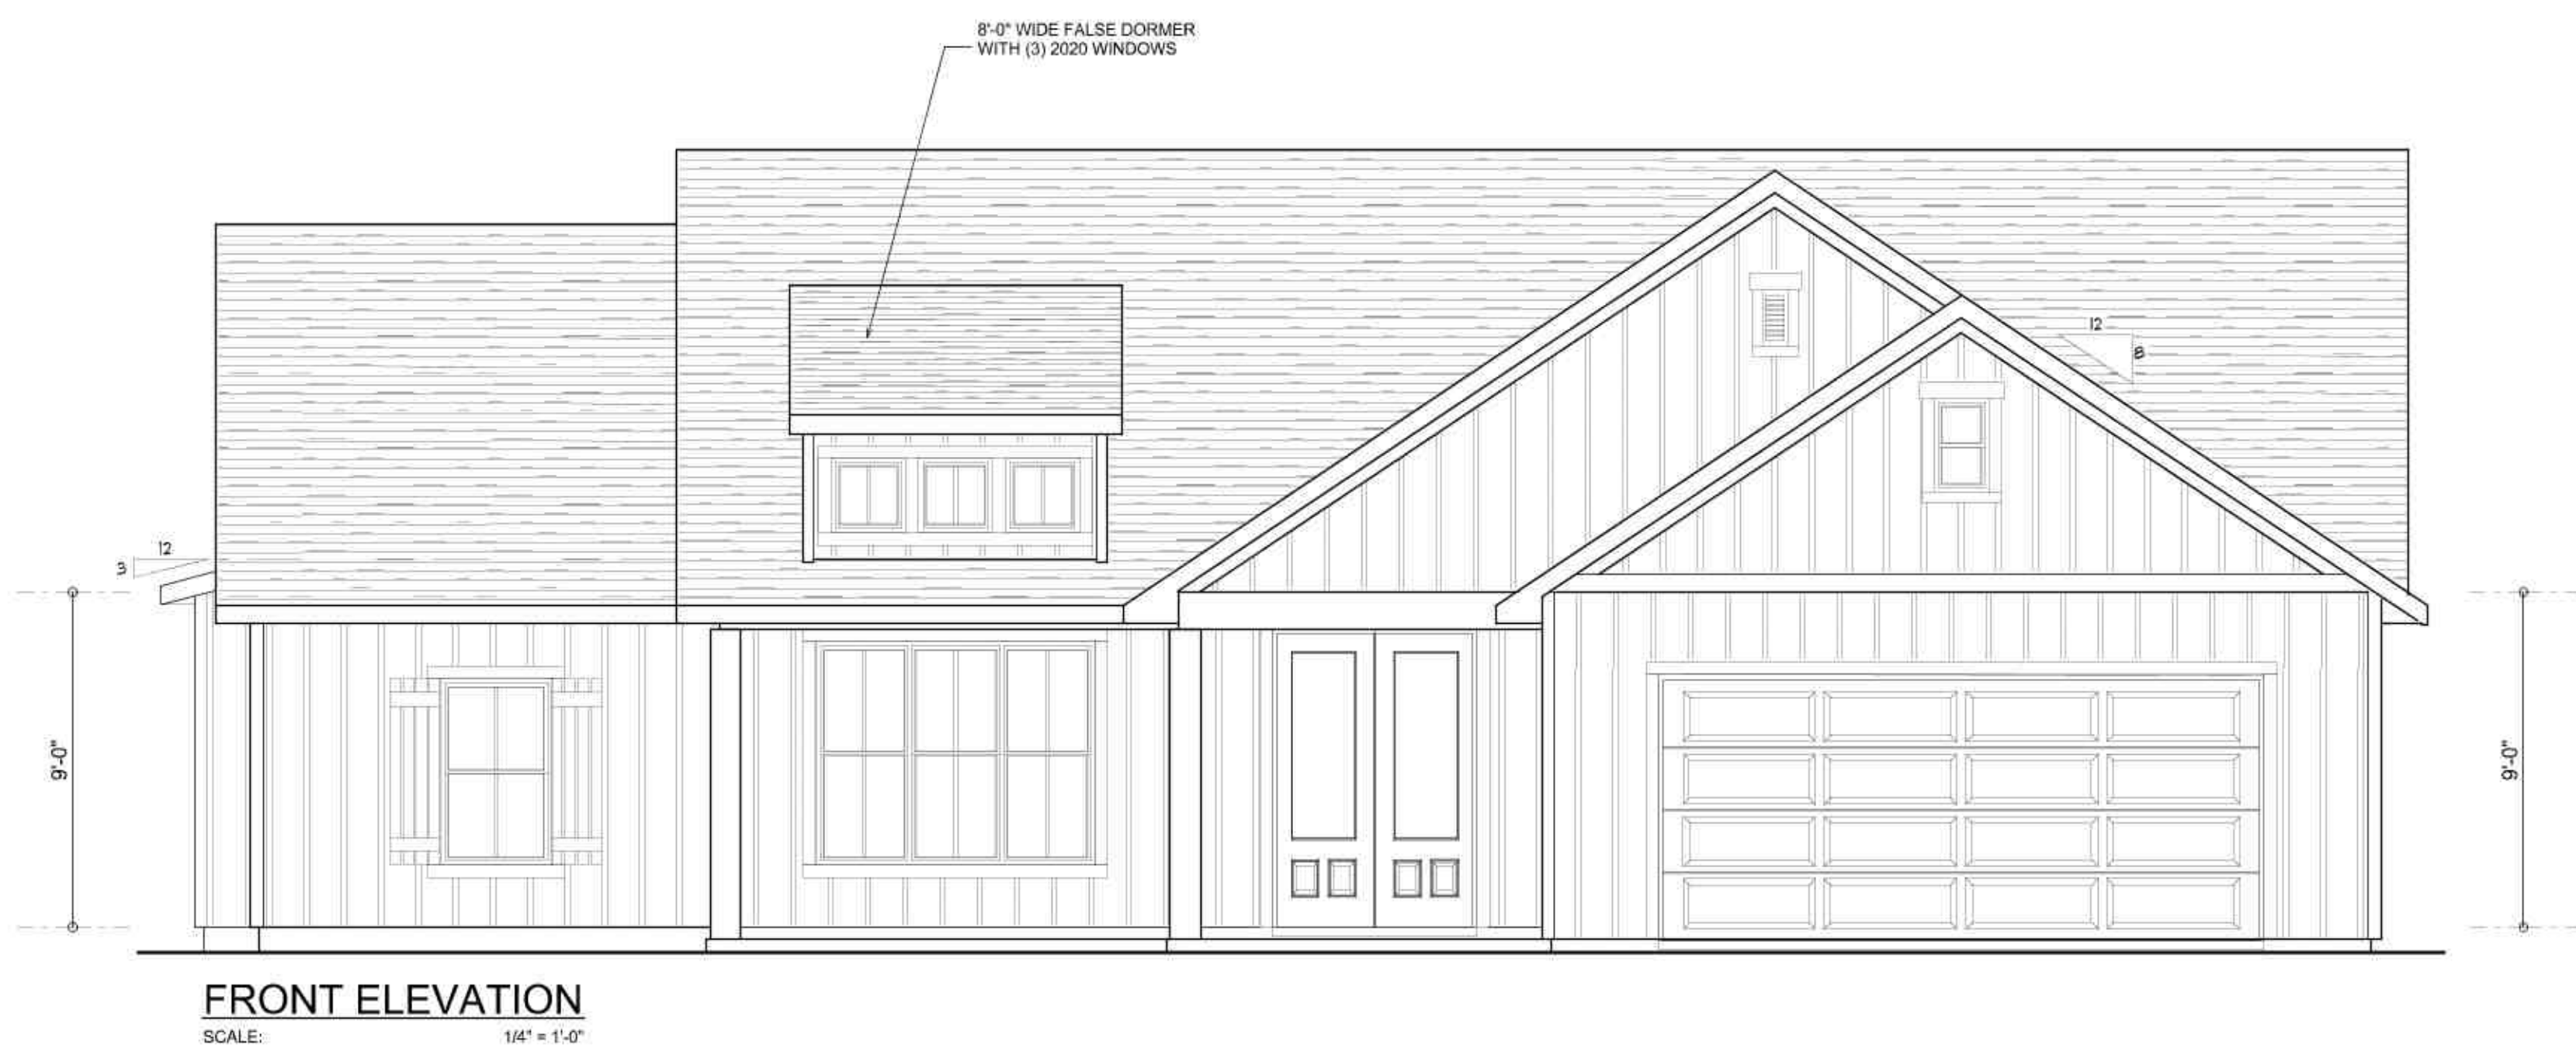 8'-0" WIDE FALSE DORMER
WITH (3) 2020 WINDOWS
12
8
12
3
9'-0"
9'-0"
FRONT ELEVATION
SCALE: 1/4" = 1'-0"